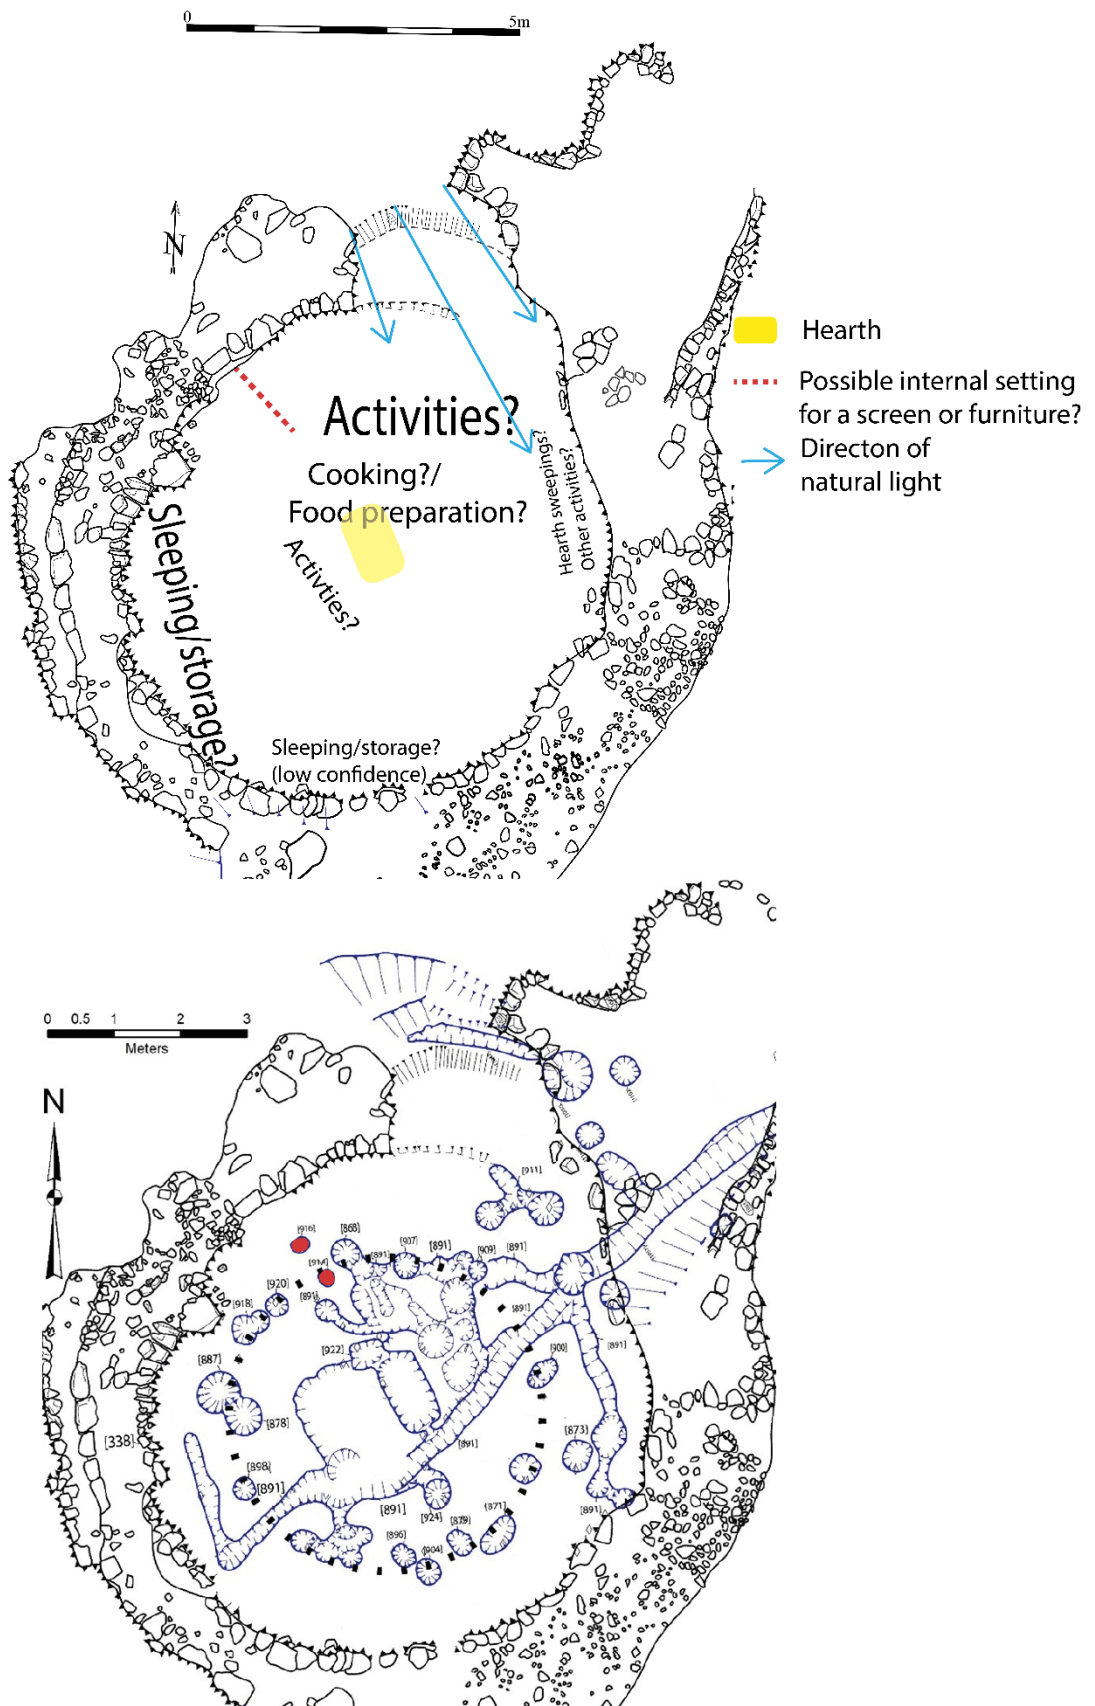 0 5m
N
Hearth
Possible internal setting
for a screen or furniture?
Directon of
natural light
Activities?
Cooking?/
Food preparation?
Activties?
Hearth sweepings?
Other activities?
Sleeping/storage?
Sleeping/storage?
(low confidence)
0 0.5 1 2 3
Meters
N
[911]
[916]
[868]
[907]
[891]
[909]
[891]
[891]
[914]
[920]
[891]
[918]
[891]
[891]
[922]
[900]
[887]
[878]
[873]
[338]
[891]
[898]
[891]
[891]
[924]
[871]
[879]
[891]
[896]
[904]